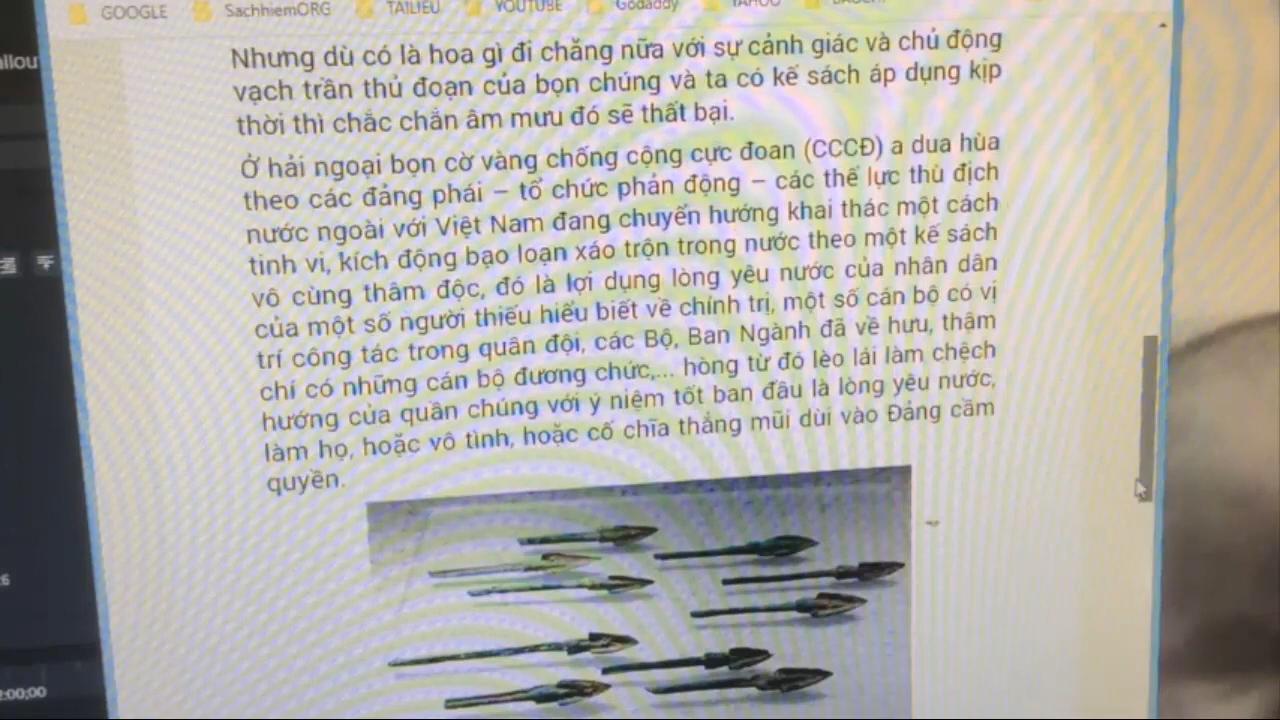 GOOGLE SachhiemORG TAILIEU YOUTUBE Godaddy YAHOO
Nhưng dù có là hoa gì đi chăng nữa với sự cảnh giác và chủ động
vạch trần thủ đoạn của bọn chúng và ta có kế sách áp dụng kịp
thời thì chắc chắn âm mưu đó sẽ thất bại.
Ở hải ngoại bọn cờ vàng chống cộng cực đoan (CCCĐ) a dua hùa
theo các đảng phái – tổ chức phản động – các thế lực thù địch
nước ngoài với Việt Nam đang chuyển hướng khai thác một cách
tinh vi, kích động bạo loạn xáo trộn trong nước theo một kế sách
vô cùng thâm độc, đó là lợi dụng lòng yêu nước của nhân dân
của một số người thiếu hiểu biết về chính trị, một số cán bộ có vị
trí công tác trong quân đội, các Bộ, Ban Ngành đã về hưu, thậm
chí có những cán bộ đương chức,... hòng từ đó lèo lái làm chệch
hướng của quần chúng với ý niệm tốt ban đầu là lòng yêu nước,
làm họ, hoặc vô tình, hoặc cố chĩa thẳng mũi dùi vào Đảng cầm
quyền.